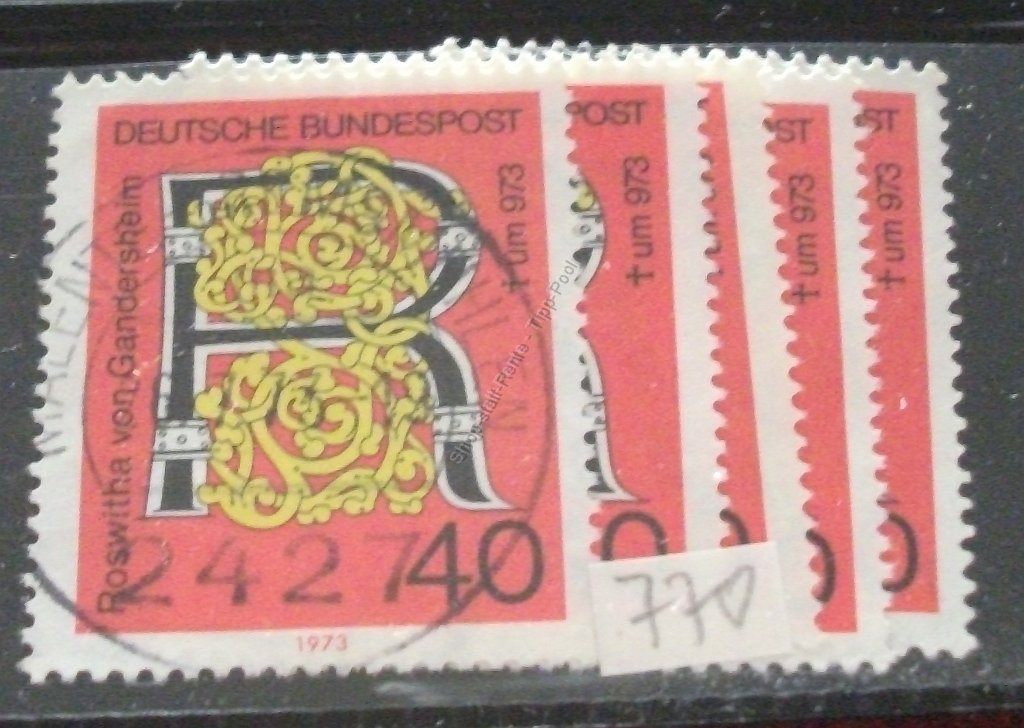 DEUTSCHE BUNDESPOST
Roswitha von Gandersheim
† um 973
R
2427
40
1973
POST
† um 973
0
ST
† um 973
ST
† um 973
770